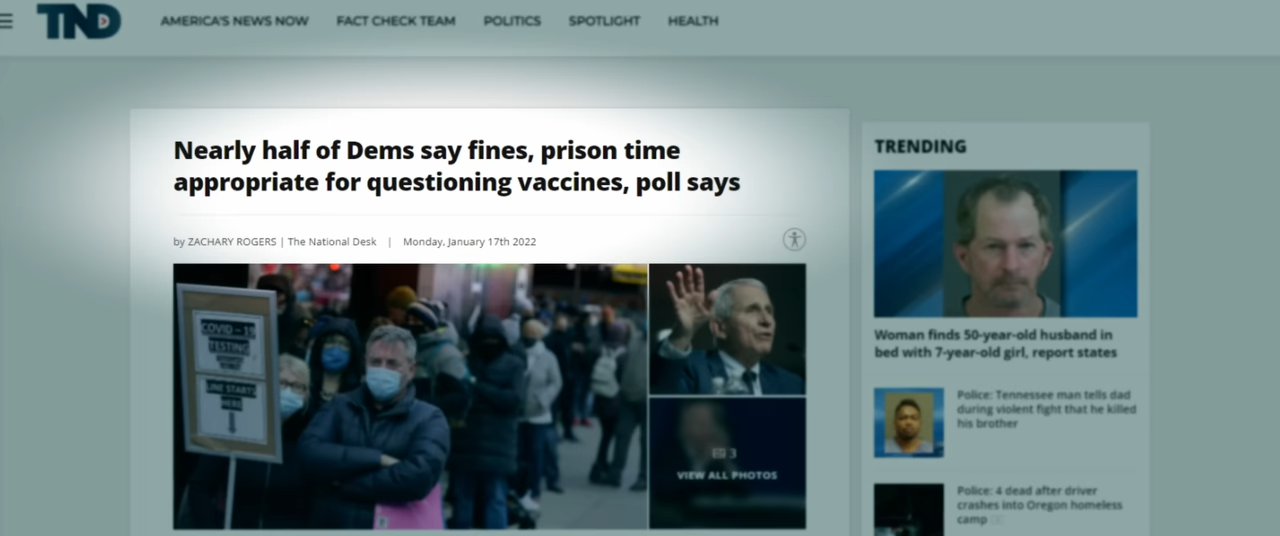 TND
AMERICA'S NEWS NOW
FACT CHECK TEAM
POLITICS
SPOTLIGHT
HEALTH
Nearly half of Dems say fines, prison time
appropriate for questioning vaccines, poll says
by ZACHARY ROGERS | The National Desk | Monday, January 17th 2022
COVID-19
TESTING
LINE STARTS
HERE
3
VIEW ALL PHOTOS
TRENDING
Woman finds 50-year-old husband in
bed with 7-year-old girl, report states
Police: Tennessee man tells dad
during violent fight that he killed
his brother
Police: 4 dead after driver
crashes into Oregon homeless
camp